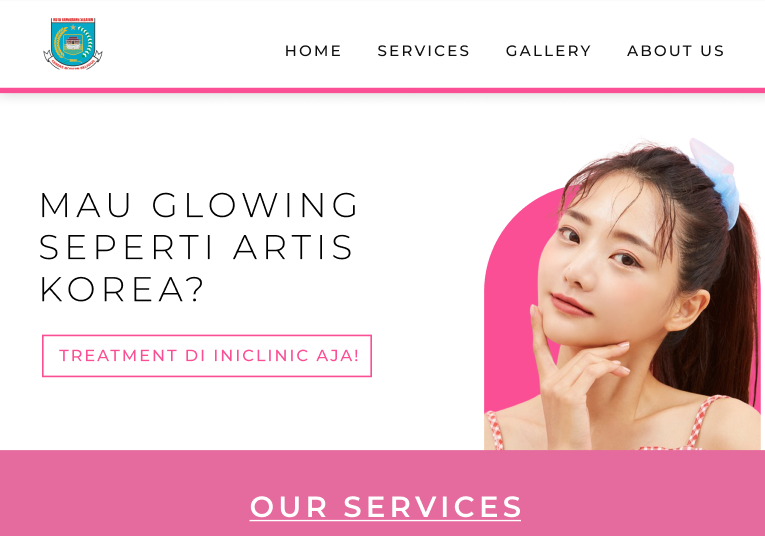 HOME SERVICES GALLERY ABOUT US
MAU GLOWING
SEPERTI ARTIS
KOREA?
TREATMENT DI INICLINIC AJA!
OUR SERVICES